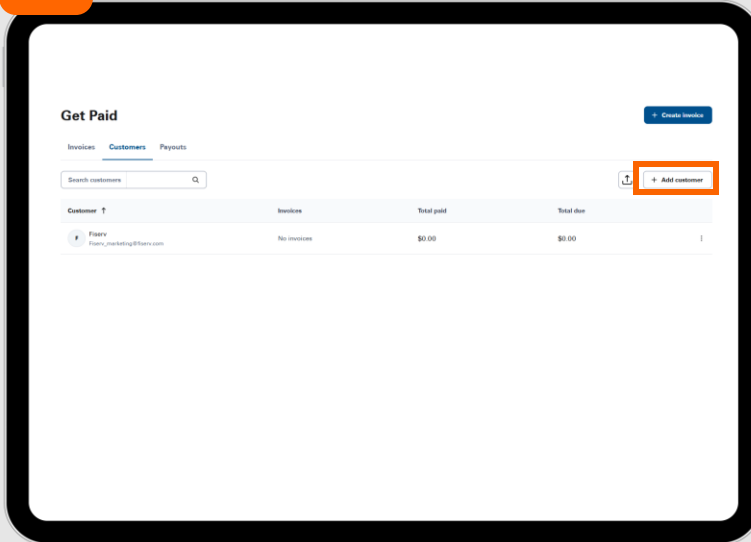 Get Paid
+ Create invoice
Invoices Customers Payouts
Search customers
+ Add customer
Customer ↑ Invoices Total paid Total due
F Fiserv No invoices $0.00 $0.00
Fiserv_marketing@fiserv.com